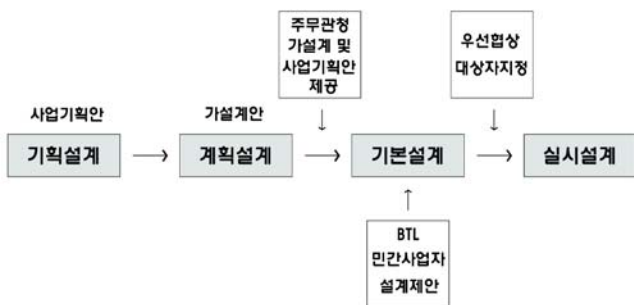 주무관청
가설계 및
사업기획안
제공
우선협상
대상자지정
사업기획안
가설계안
기획설계
계획설계
기본설계
실시설계
BTL
민간사업자
설계제안